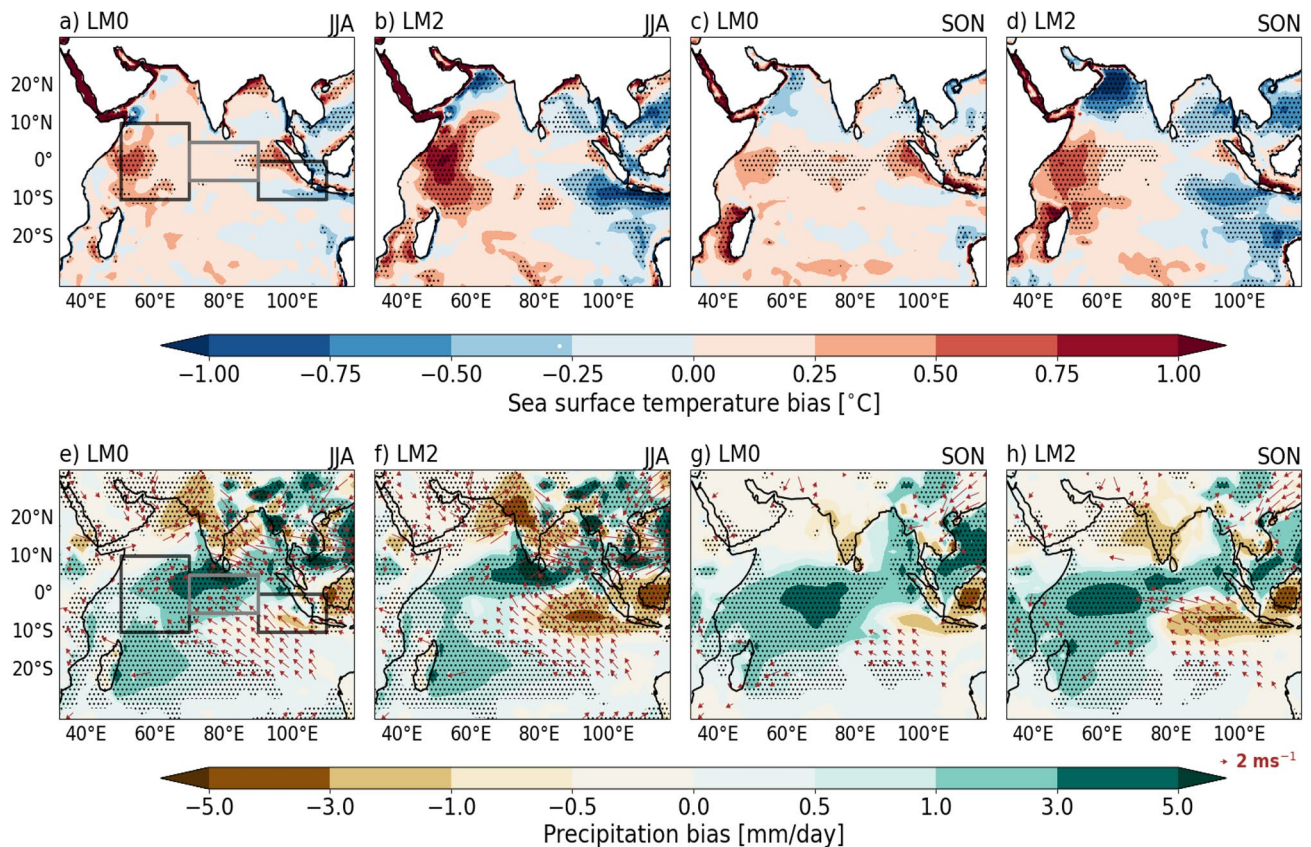 a) LM0 JJA b) LM2 JJA c) LM0 SON d) LM2 SON
20°N
10°N
0°
10°S
20°S
40°E 60°E 80°E 100°E 40°E 60°E 80°E 100°E 40°E 60°E 80°E 100°E 40°E 60°E 80°E 100°E
−1.00 −0.75 −0.50 −0.25 0.00 0.25 0.50 0.75 1.00
Sea surface temperature bias [°C]
e) LM0 JJA f) LM2 JJA g) LM0 SON h) LM2 SON
20°N
10°N
0°
10°S
20°S
40°E 60°E 80°E 100°E 40°E 60°E 80°E 100°E 40°E 60°E 80°E 100°E 40°E 60°E 80°E 100°E
2 ms⁻¹
−5.0 −3.0 −1.0 −0.5 0.0 0.5 1.0 3.0 5.0
Precipitation bias [mm/day]